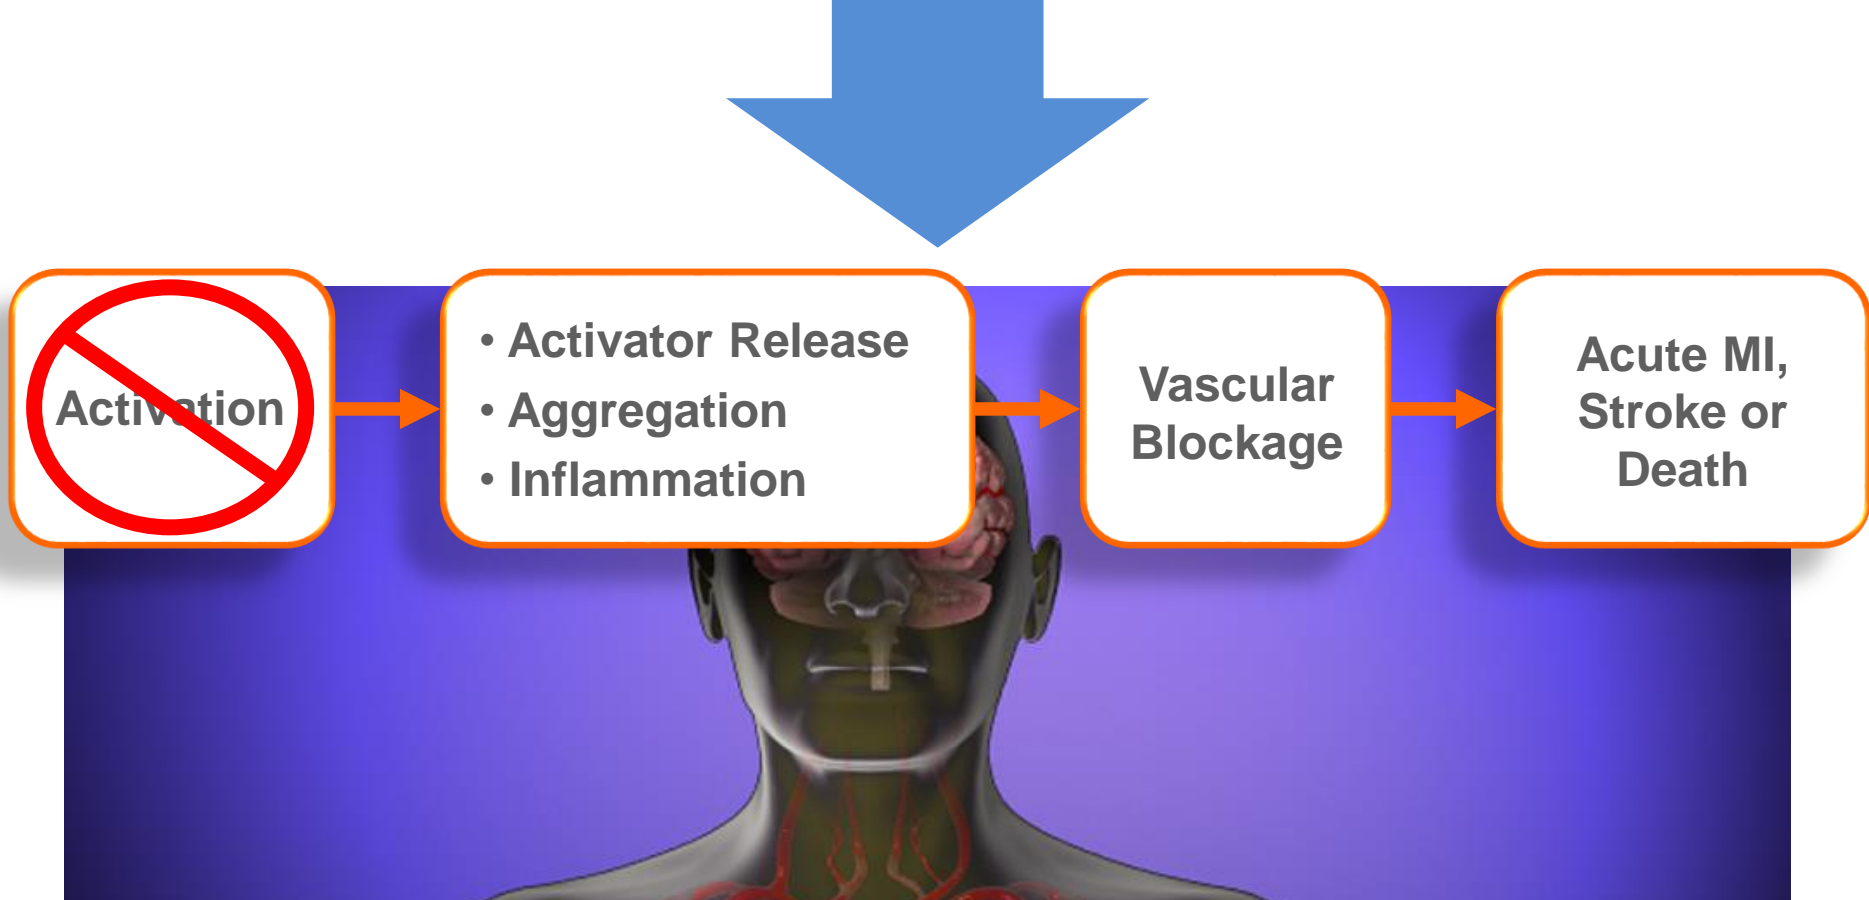 Activation
• Activator Release
• Aggregation
• Inflammation
Vascular
Blockage
Acute MI,
Stroke or
Death